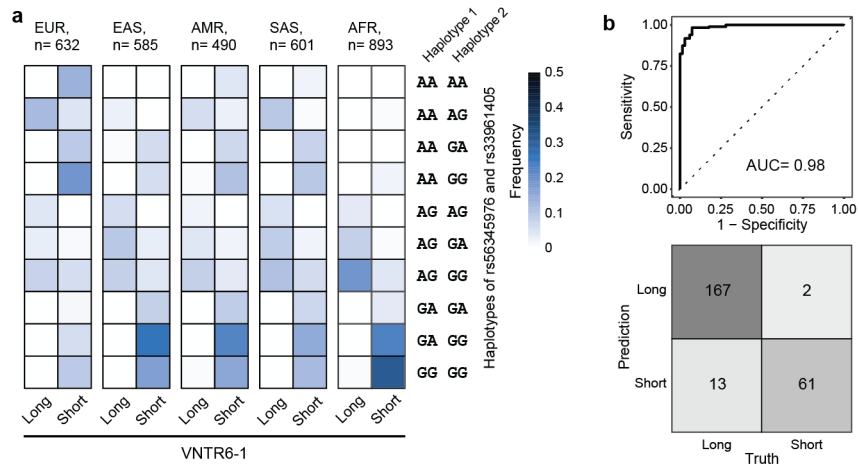 a
EUR, n= 632
EAS, n= 585
AMR, n= 490
SAS, n= 601
AFR, n= 893
Haplotype 1
Haplotype 2
AA AA
AA AG
AA GA
AA GG
AG AG
AG GA
AG GG
GA GA
GA GG
GG GG
Haplotypes of rs56345976 and rs33961405
0.5
0.4
0.3
0.2
0.1
0
Frequency
Long Short Long Short Long Short Long Short Long Short
VNTR6-1
b
1.00
0.75
0.50
0.25
0.00
Sensitivity
AUC= 0.98
0.00 0.25 0.50 0.75 1.00
1 − Specificity
Prediction
Long 167 2
Short 13 61
Long Short
Truth